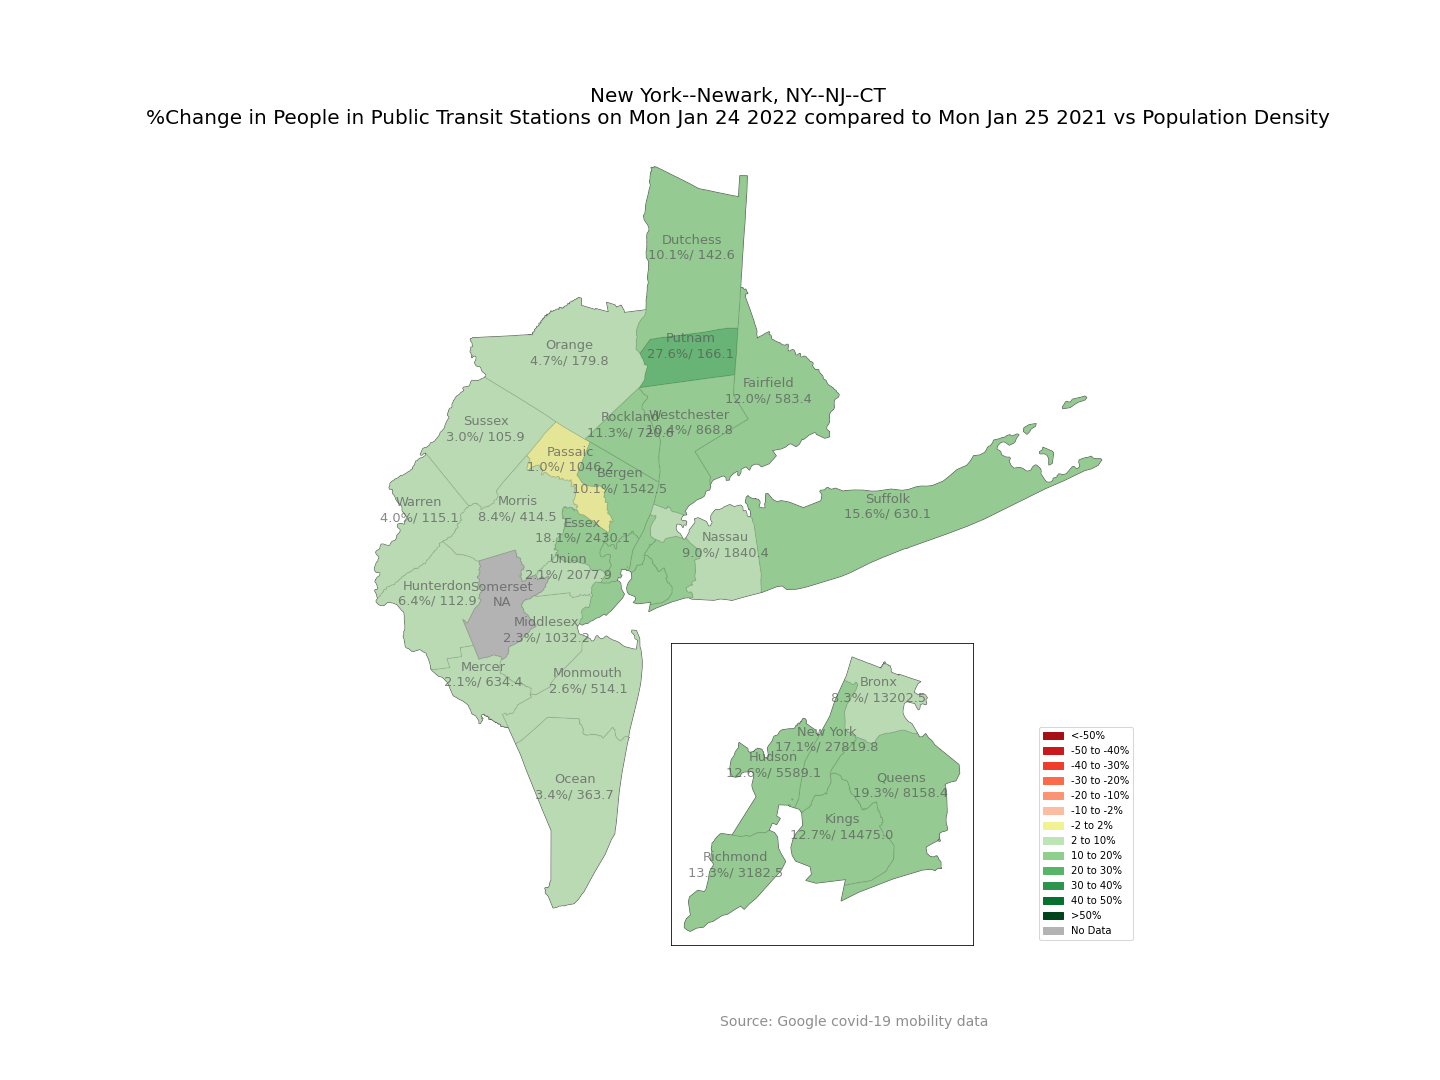 New York--Newark, NY--NJ--CT
%Change in People in Public Transit Stations on Mon Jan 24 2022 compared to Mon Jan 25 2021 vs Population Density
Dutchess
10.1%/ 142.6
Putnam
27.6%/ 166.1
Orange
4.7%/ 179.8
Fairfield
12.0%/ 583.4
Rockland
11.3%/ 720.6
Westchester
10.4%/ 868.8
Sussex
3.0%/ 105.9
Passaic
1.0%/ 1046.2
Bergen
10.1%/ 1542.5
Warren
4.0%/ 115.1
Morris
8.4%/ 414.5
Suffolk
15.6%/ 630.1
Essex
18.1%/ 2430.1
Nassau
9.0%/ 1840.4
Union
2.1%/ 2077.9
Hunterdon
6.4%/ 112.9
Somerset
NA
Middlesex
2.3%/ 1032.2
Mercer
2.1%/ 634.4
Monmouth
2.6%/ 514.1
Ocean
3.4%/ 363.7
Bronx
8.3%/ 13202.5
New York
17.1%/ 27819.8
Hudson
12.6%/ 5589.1
Queens
19.3%/ 8158.4
Kings
12.7%/ 14475.0
Richmond
13.3%/ 3182.5
<-50%
-50 to -40%
-40 to -30%
-30 to -20%
-20 to -10%
-10 to -2%
-2 to 2%
2 to 10%
10 to 20%
20 to 30%
30 to 40%
40 to 50%
>50%
No Data
Source: Google covid-19 mobility data